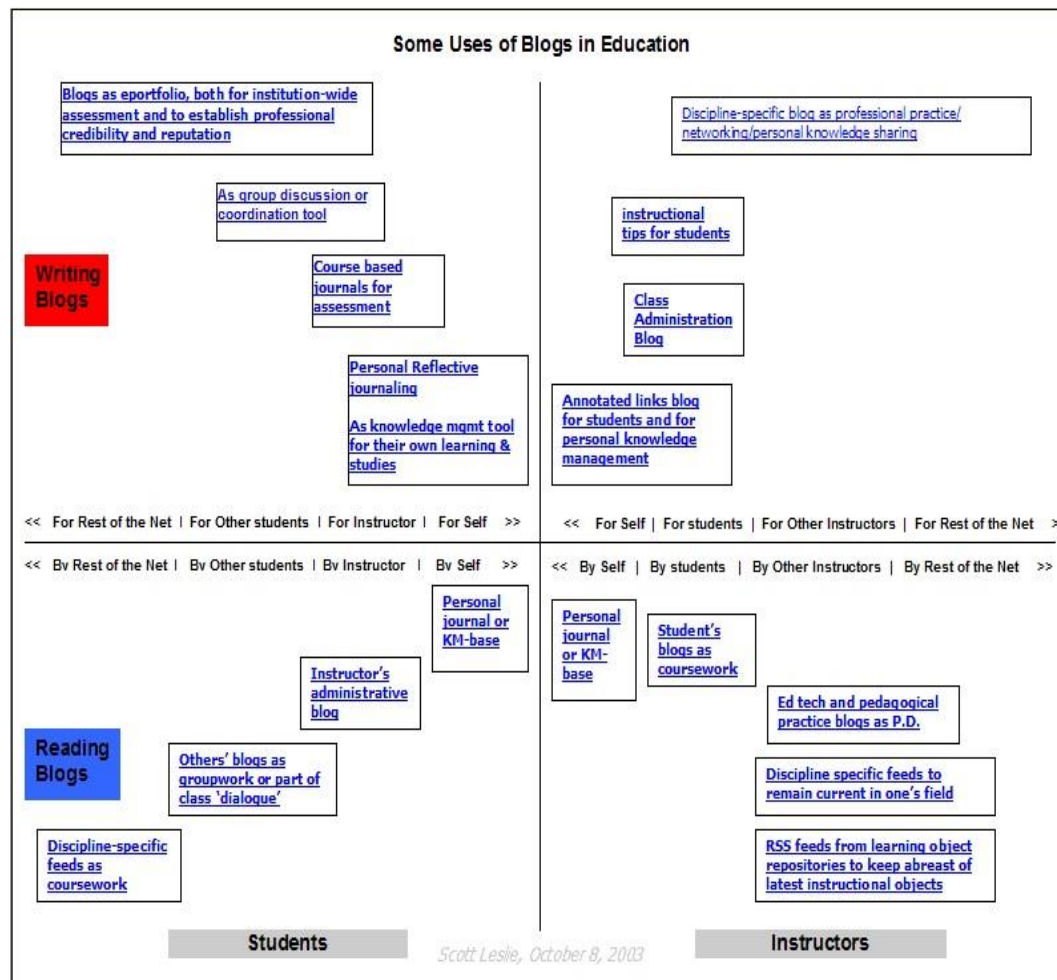 Some Uses of Blogs in Education
Blogs as eportfolio, both for institution-wide
assessment and to establish professional
credibility and reputation
Discipline-specific blog as professional practice/
networking/personal knowledge sharing
As group discussion or
coordination tool
instructional
tips for students
Writing
Blogs
Course based
journals for
assessment
Class
Administration
Blog
Personal Reflective
journaling
As knowledge mgmt tool
for their own learning &
studies
Annotated links blog
for students and for
personal knowledge
management
<< For Rest of the Net | For Other students | For Instructor | For Self >>
<< For Self | For students | For Other Instructors | For Rest of the Net >
<< By Rest of the Net | By Other students | By Instructor | By Self >>
<< By Self | By students | By Other Instructors | By Rest of the Net >>
Personal
journal or
KM-base
Personal
journal
or KM-
base
Student's
blogs as
coursework
Instructor's
administrative
blog
Ed tech and pedagogical
practice blogs as P.D.
Reading
Blogs
Others' blogs as
groupwork or part of
class 'dialogue'
Discipline specific feeds to
remain current in one's field
Discipline-specific
feeds as
coursework
RSS feeds from learning object
repositories to keep abreast of
latest instructional objects
Students
Scott Leslie, October 8, 2003
Instructors